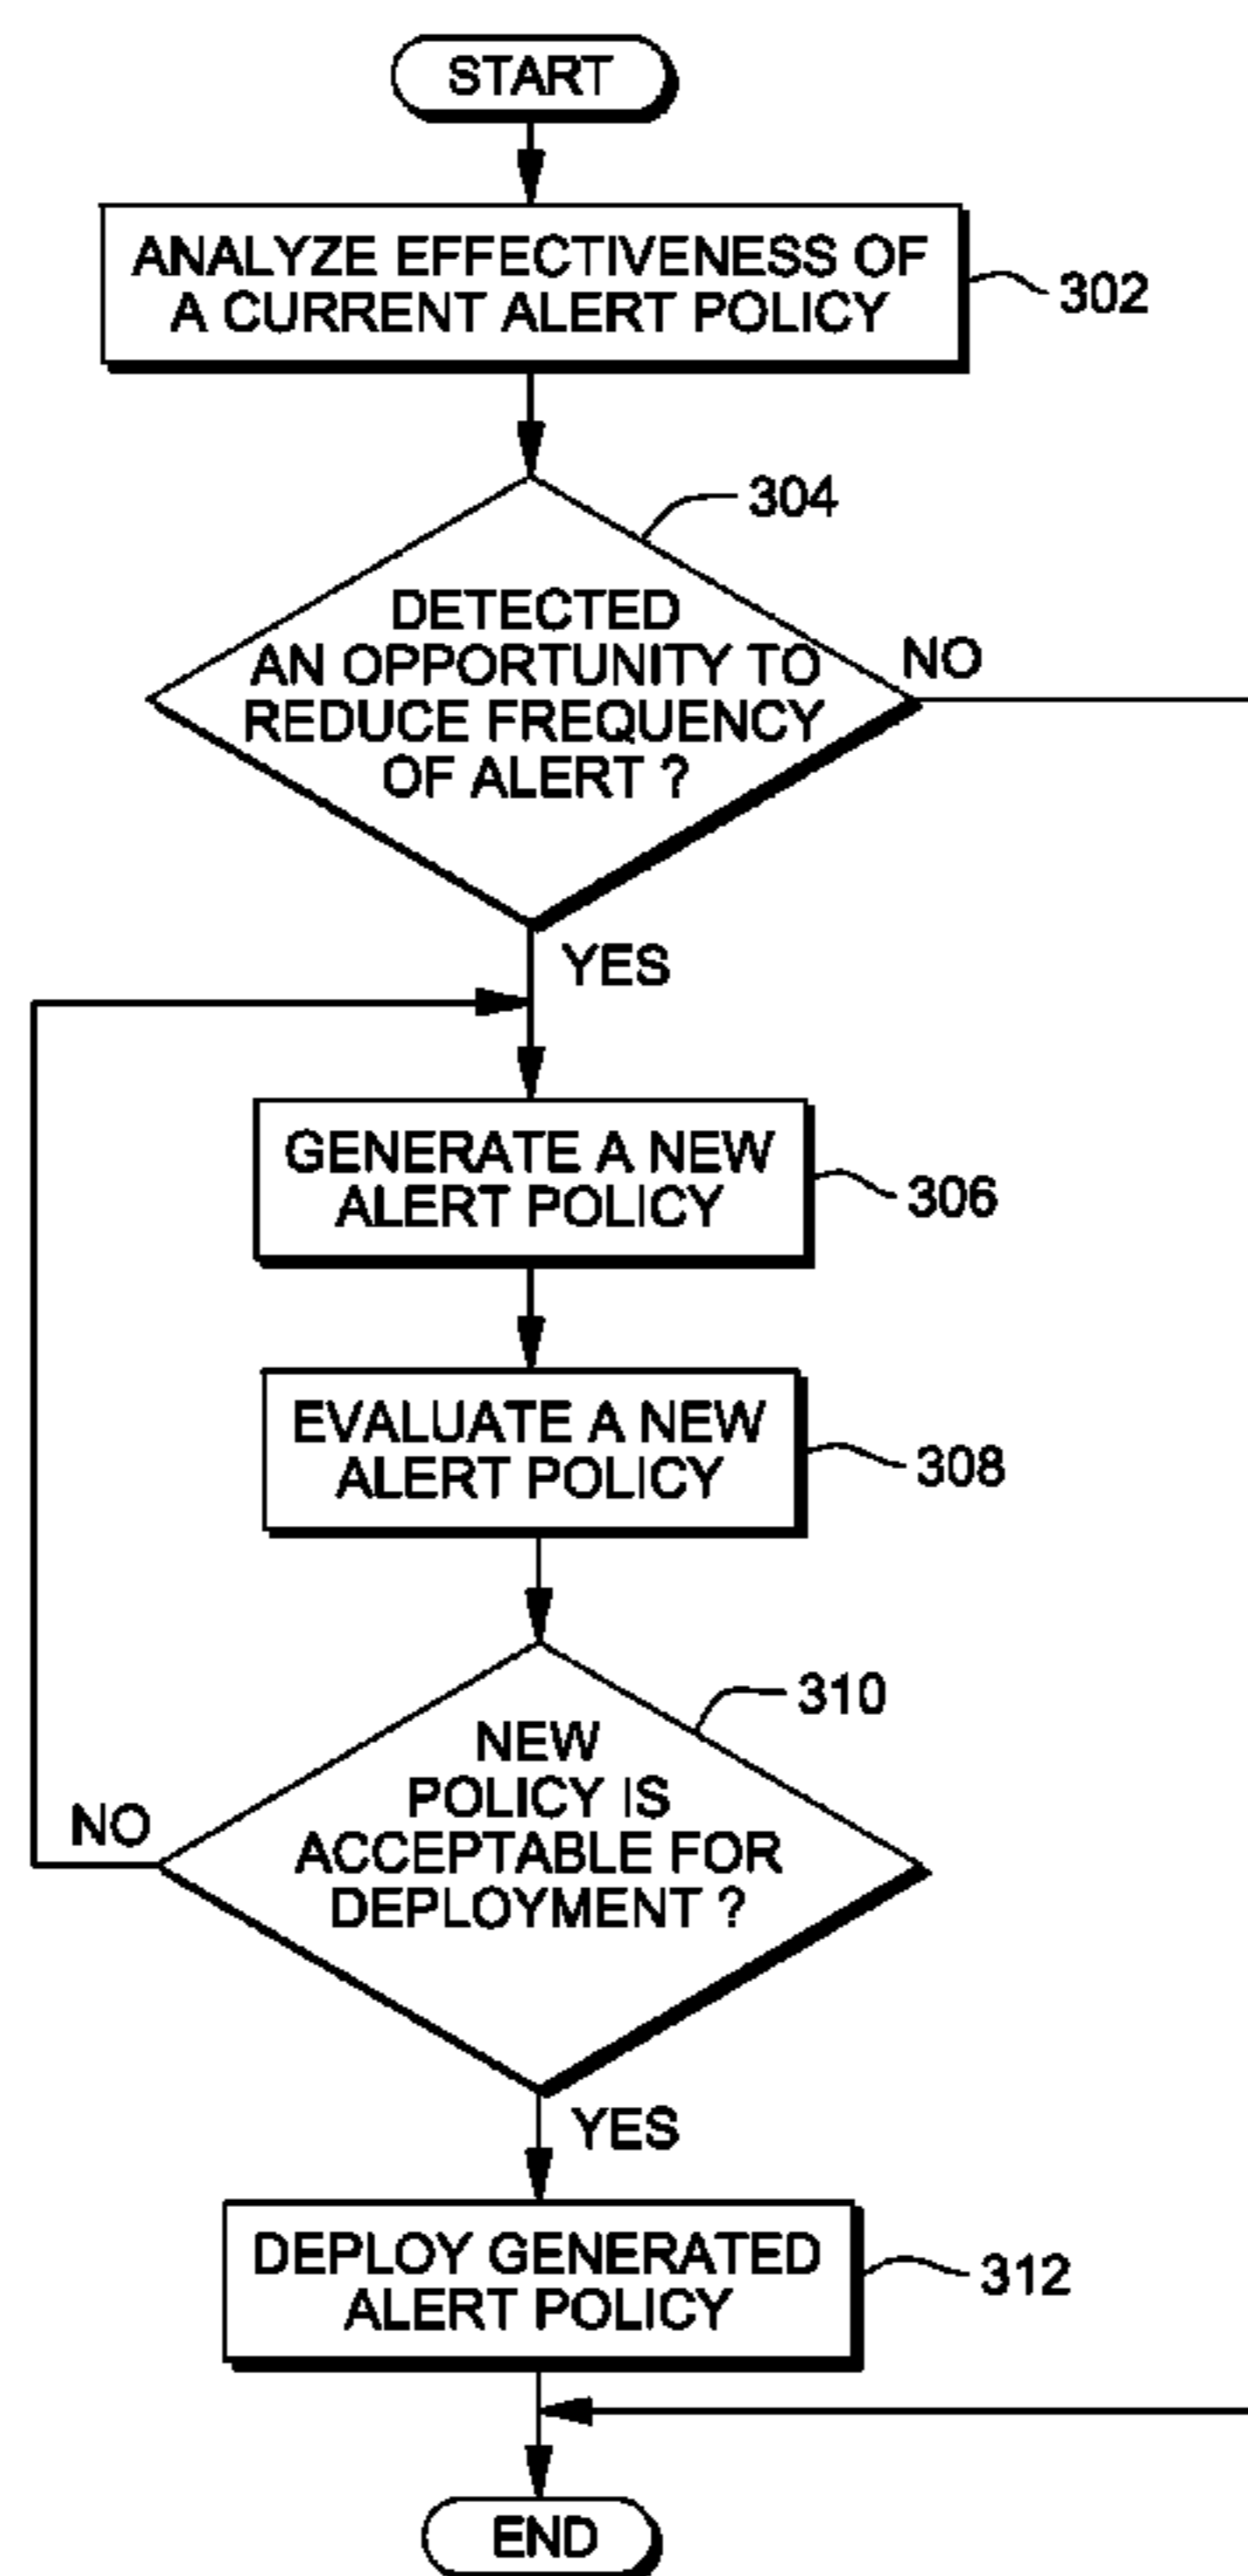 START
ANALYZE EFFECTIVENESS OF
A CURRENT ALERT POLICY
302
304
DETECTED
AN OPPORTUNITY TO
REDUCE FREQUENCY
OF ALERT ?
NO
YES
GENERATE A NEW
ALERT POLICY
306
EVALUATE A NEW
ALERT POLICY
308
310
NEW
POLICY IS
ACCEPTABLE FOR
DEPLOYMENT ?
NO
YES
DEPLOY GENERATED
ALERT POLICY
312
END